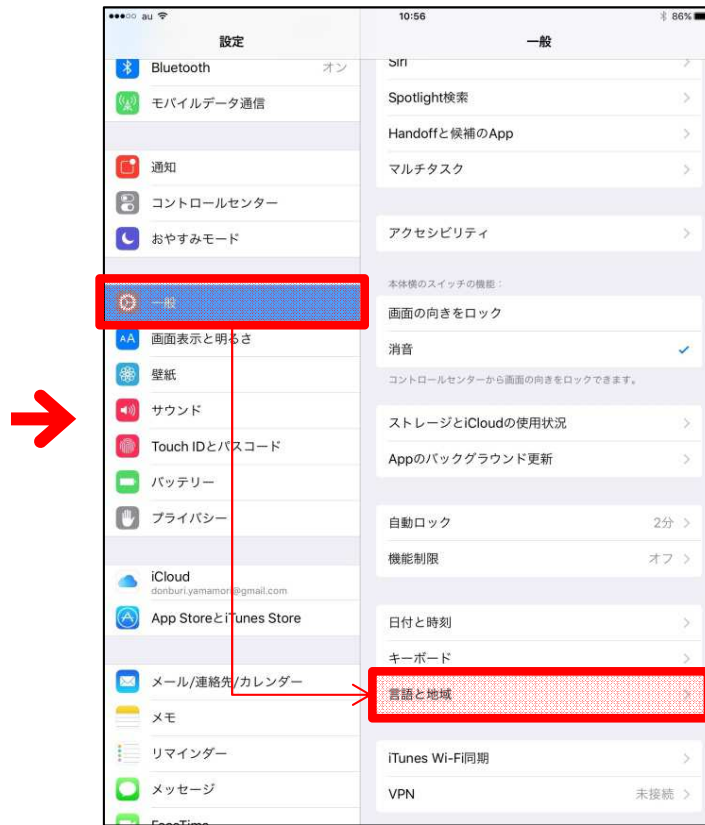 au
10:56
86%
設定
Bluetooth
オン
モバイルデータ通信
通知
コントロールセンター
おやすみモード
一般
画面表示と明るさ
壁紙
サウンド
Touch IDとパスコード
バッテリー
プライバシー
iCloud
donburi.yamamori@gmail.com
App StoreとiTunes Store
メール/連絡先/カレンダー
メモ
リマインダー
メッセージ
FaceTime
一般
Siri
Spotlight検索
Handoffと候補のApp
マルチタスク
アクセシビリティ
本体横のスイッチの機能：
画面の向きをロック
消音
コントロールセンターから画面の向きをロックできます。
ストレージとiCloudの使用状況
Appのバックグラウンド更新
自動ロック
2分
機能制限
オフ
日付と時刻
キーボード
言語と地域
iTunes Wi-Fi同期
VPN
未接続